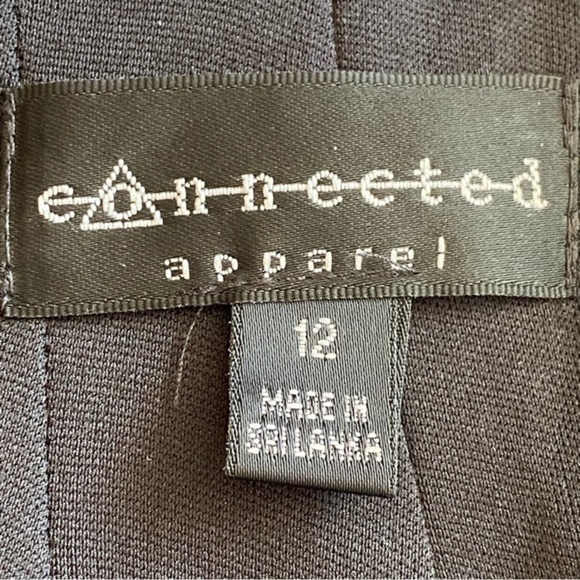 connected
apparel
12
MADE IN
SRI LANKA